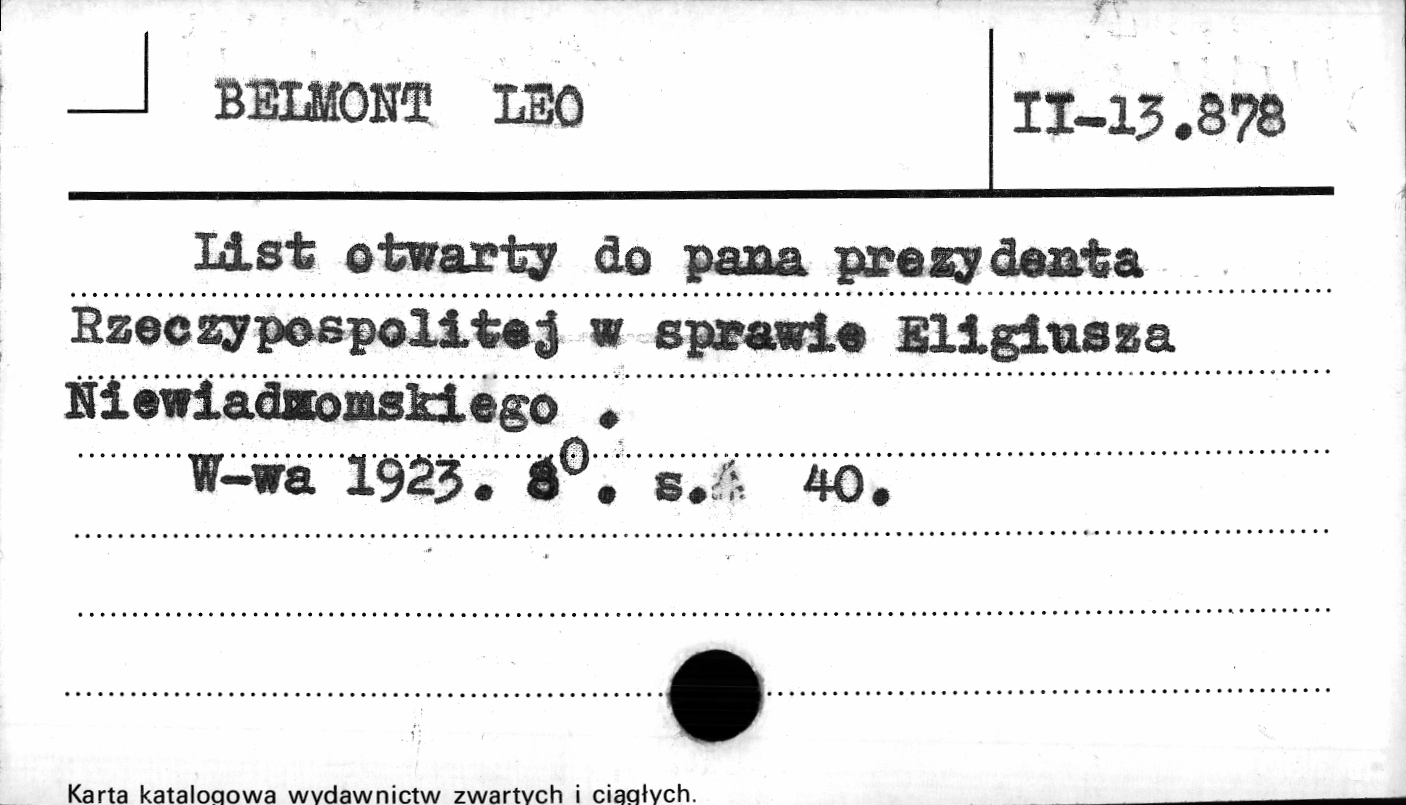 BELMONT LEO
II-13.878
List otwarty do pana prezydenta
Rzeczypospolitej w sprawie Eligiusza
Niewiadomskiego .
W-wa 1923. 8⁰. s. 40.
Karta katalogowa wydawnictw zwartych i ciągłych.